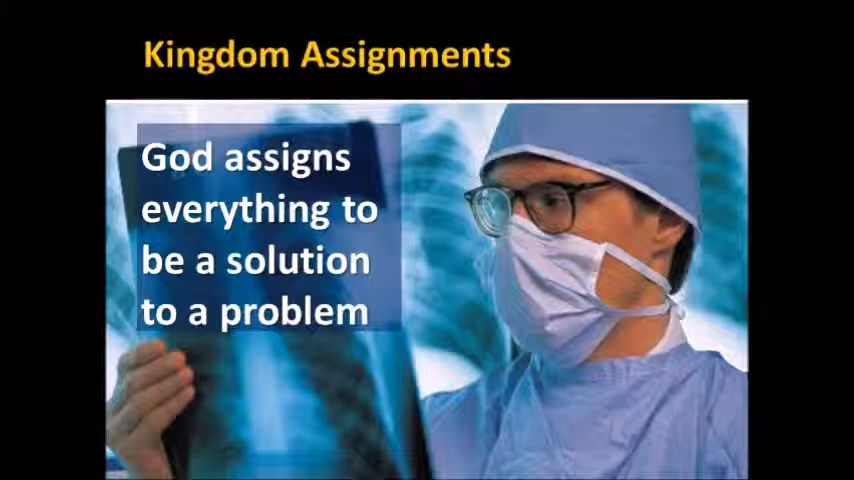 Kingdom Assignments
God assigns
everything to
be a solution
to a problem